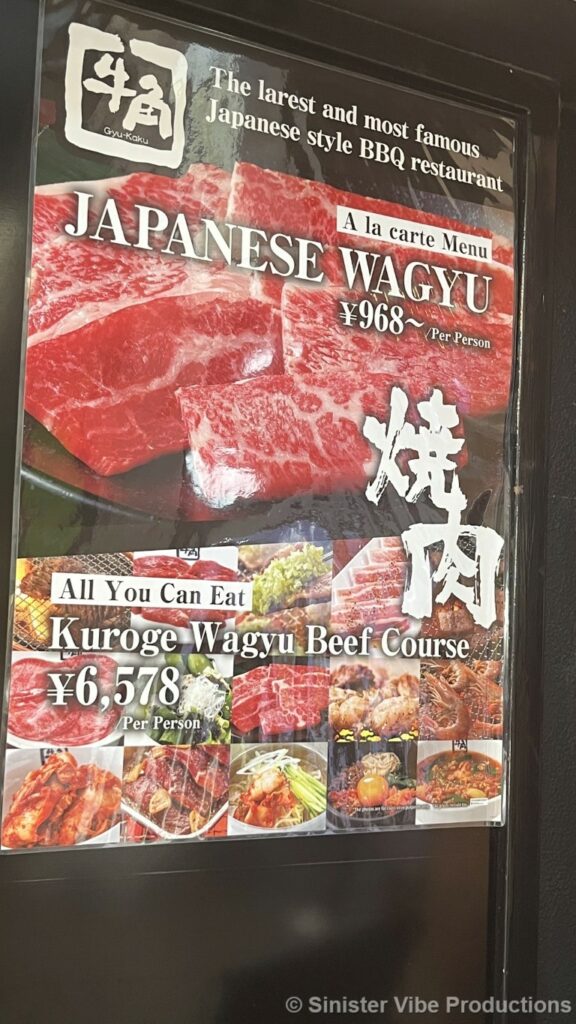 牛角
Gyu-Kaku
The larest and most famous
Japanese style BBQ restaurant
A la carte Menu
JAPANESE WAGYU
¥968~ /Per Person
焼肉
All You Can Eat
Kuroge Wagyu Beef Course
¥6,578
/Per Person
© Sinister Vibe Productions